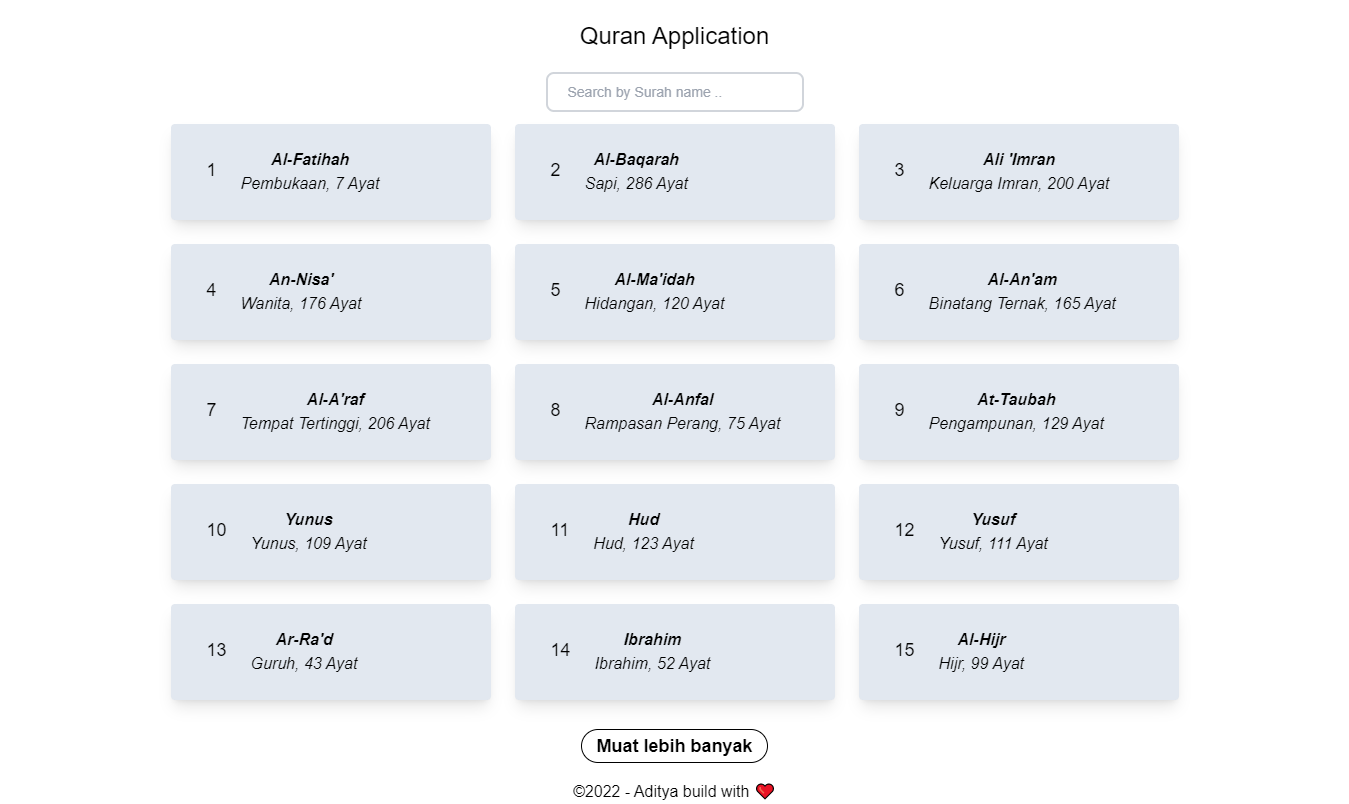 Quran Application
Search by Surah name ..
1
Al-Fatihah
Pembukaan, 7 Ayat
2
Al-Baqarah
Sapi, 286 Ayat
3
Ali 'Imran
Keluarga Imran, 200 Ayat
4
An-Nisa'
Wanita, 176 Ayat
5
Al-Ma'idah
Hidangan, 120 Ayat
6
Al-An'am
Binatang Ternak, 165 Ayat
7
Al-A'raf
Tempat Tertinggi, 206 Ayat
8
Al-Anfal
Rampasan Perang, 75 Ayat
9
At-Taubah
Pengampunan, 129 Ayat
10
Yunus
Yunus, 109 Ayat
11
Hud
Hud, 123 Ayat
12
Yusuf
Yusuf, 111 Ayat
13
Ar-Ra'd
Guruh, 43 Ayat
14
Ibrahim
Ibrahim, 52 Ayat
15
Al-Hijr
Hijr, 99 Ayat
Muat lebih banyak
©2022 - Aditya build with ❤️